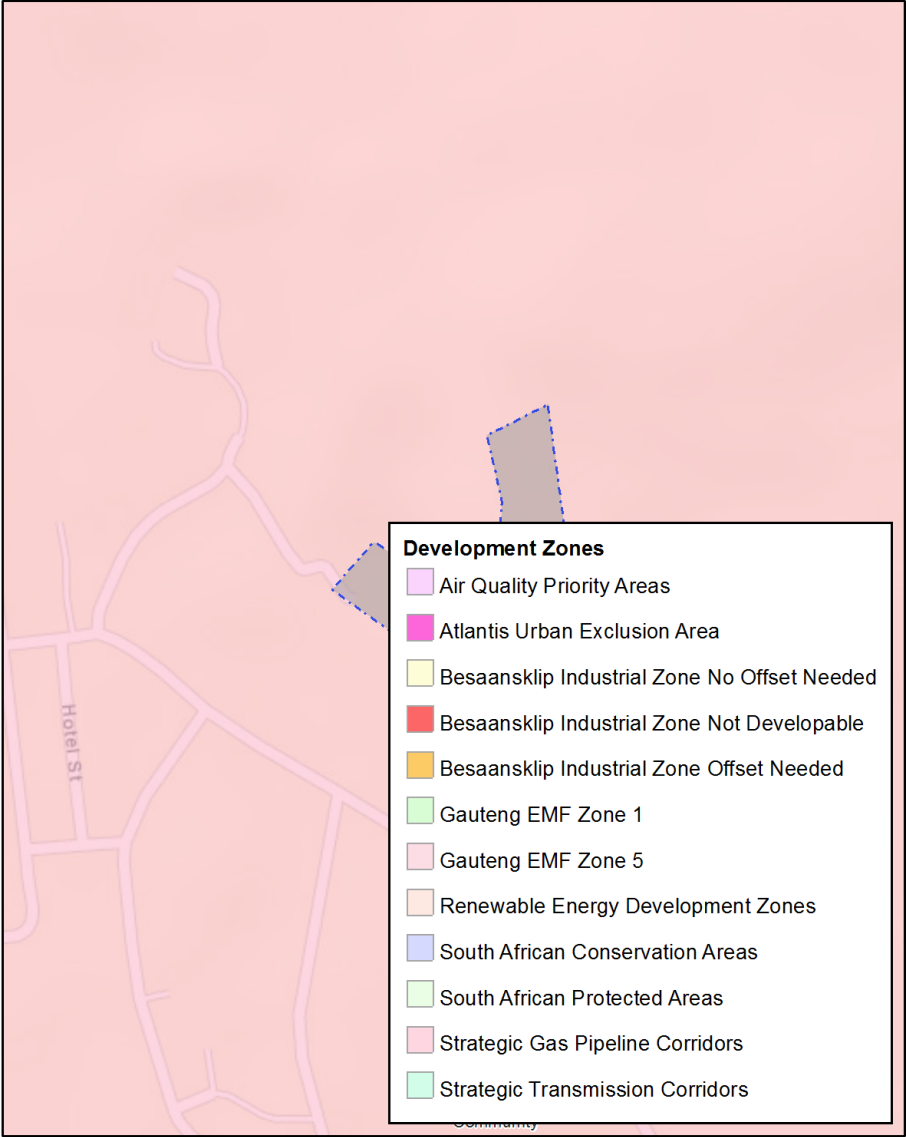 Hotel St
Development Zones
Air Quality Priority Areas
Atlantis Urban Exclusion Area
Besaansklip Industrial Zone No Offset Needed
Besaansklip Industrial Zone Not Developable
Besaansklip Industrial Zone Offset Needed
Gauteng EMF Zone 1
Gauteng EMF Zone 5
Renewable Energy Development Zones
South African Conservation Areas
South African Protected Areas
Strategic Gas Pipeline Corridors
Strategic Transmission Corridors
Community